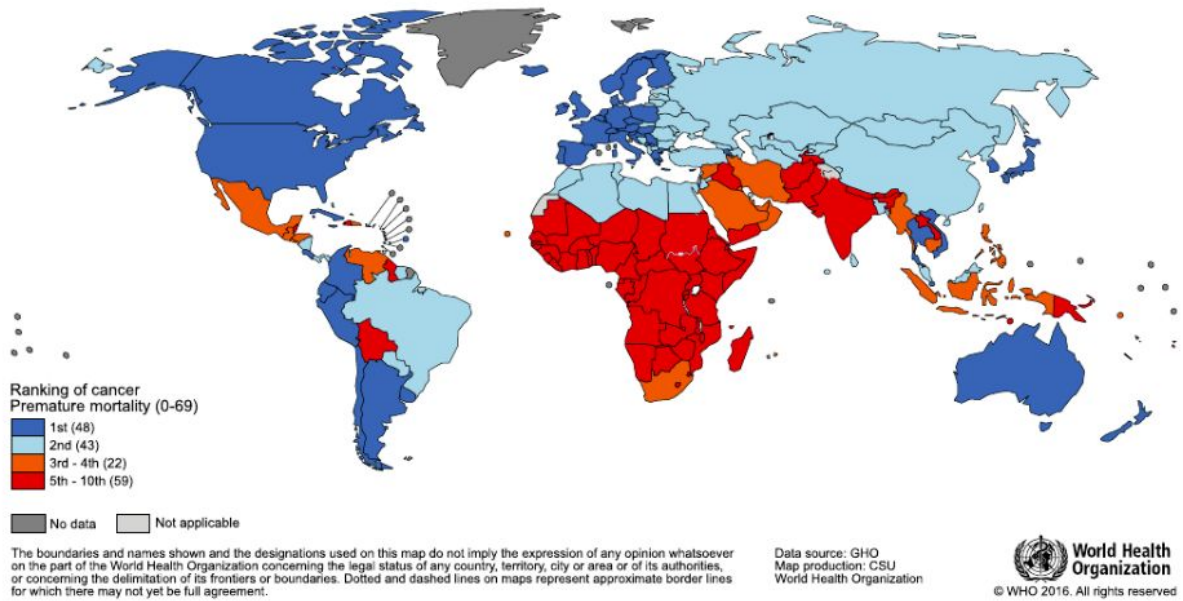 Ranking of cancer
Premature mortality (0-69)
1st (48)
2nd (43)
3rd - 4th (22)
5th - 10th (59)
No data
Not applicable
The boundaries and names shown and the designations used on this map do not imply the expression of any opinion whatsoever
on the part of the World Health Organization concerning the legal status of any country, territory, city or area or of its authorities,
or concerning the delimitation of its frontiers or boundaries. Dotted and dashed lines on maps represent approximate border lines
for which there may not yet be full agreement.
Data source: GHO
Map production: CSU
World Health Organization
World Health
Organization
© WHO 2016. All rights reserved